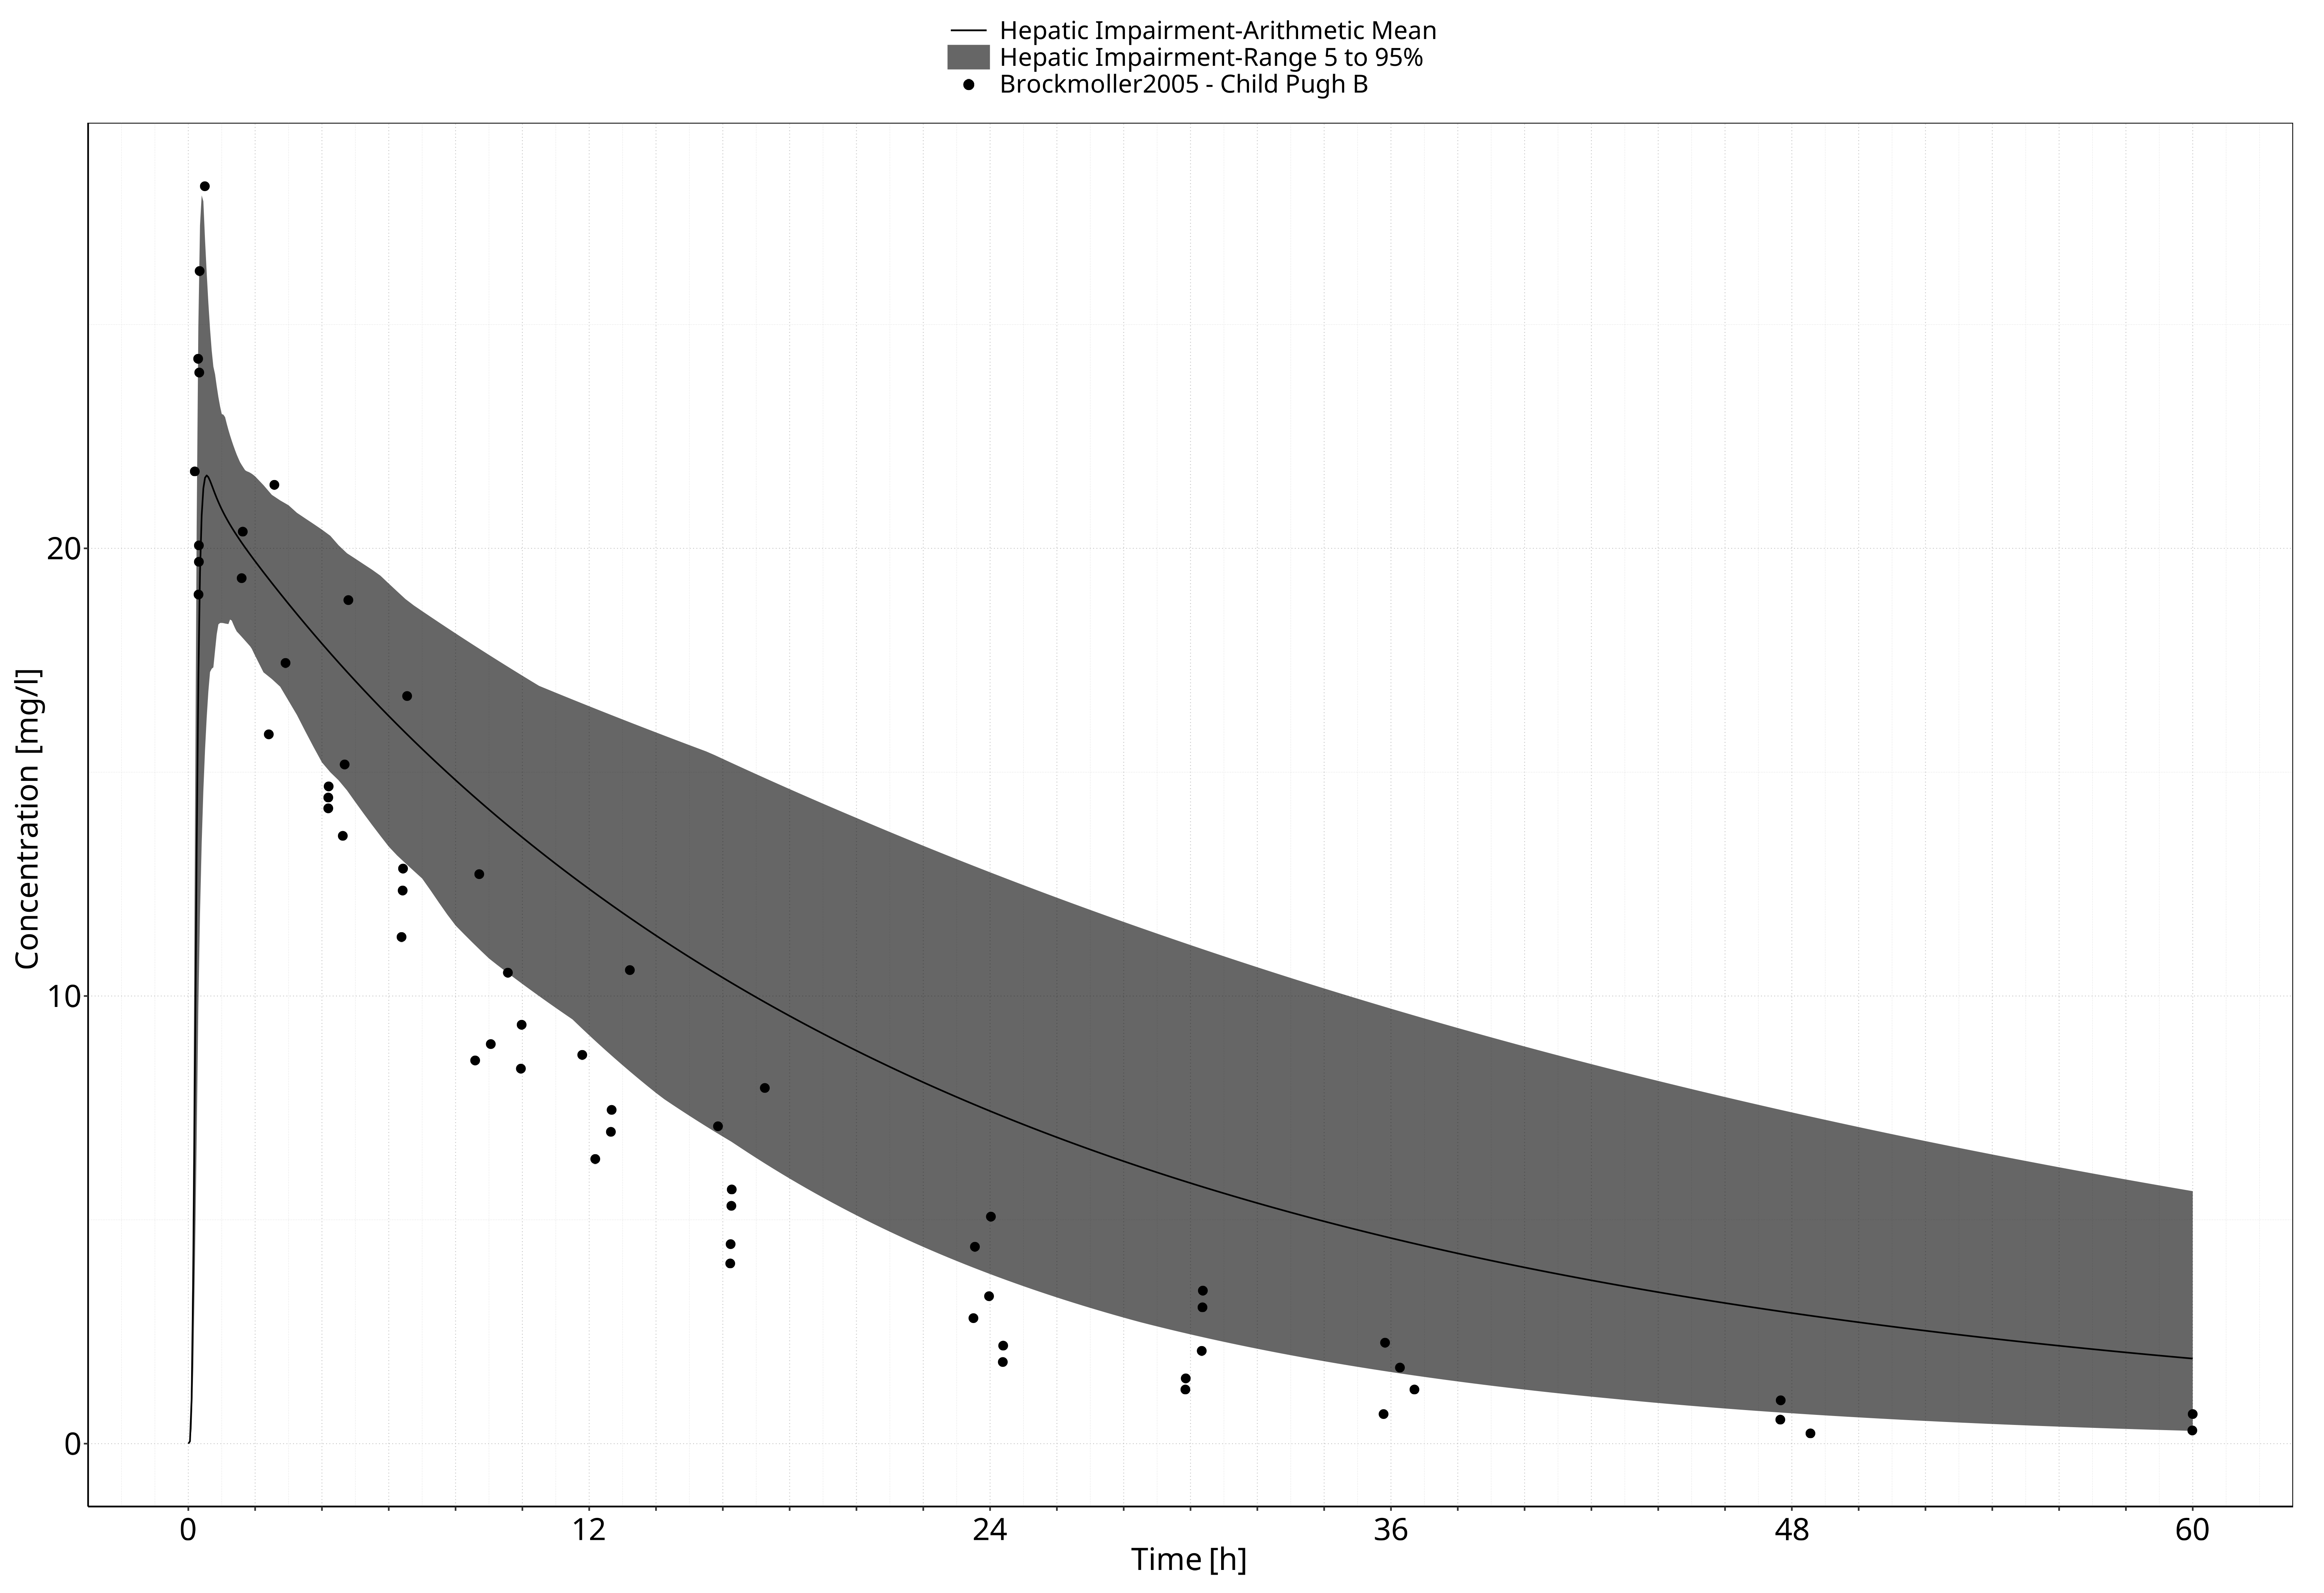 Hepatic Impairment-Arithmetic Mean
Hepatic Impairment-Range 5 to 95%
Brockmoller2005 - Child Pugh B
Concentration [mg/l]
20
10
0
0 12 24 36 48 60
Time [h]